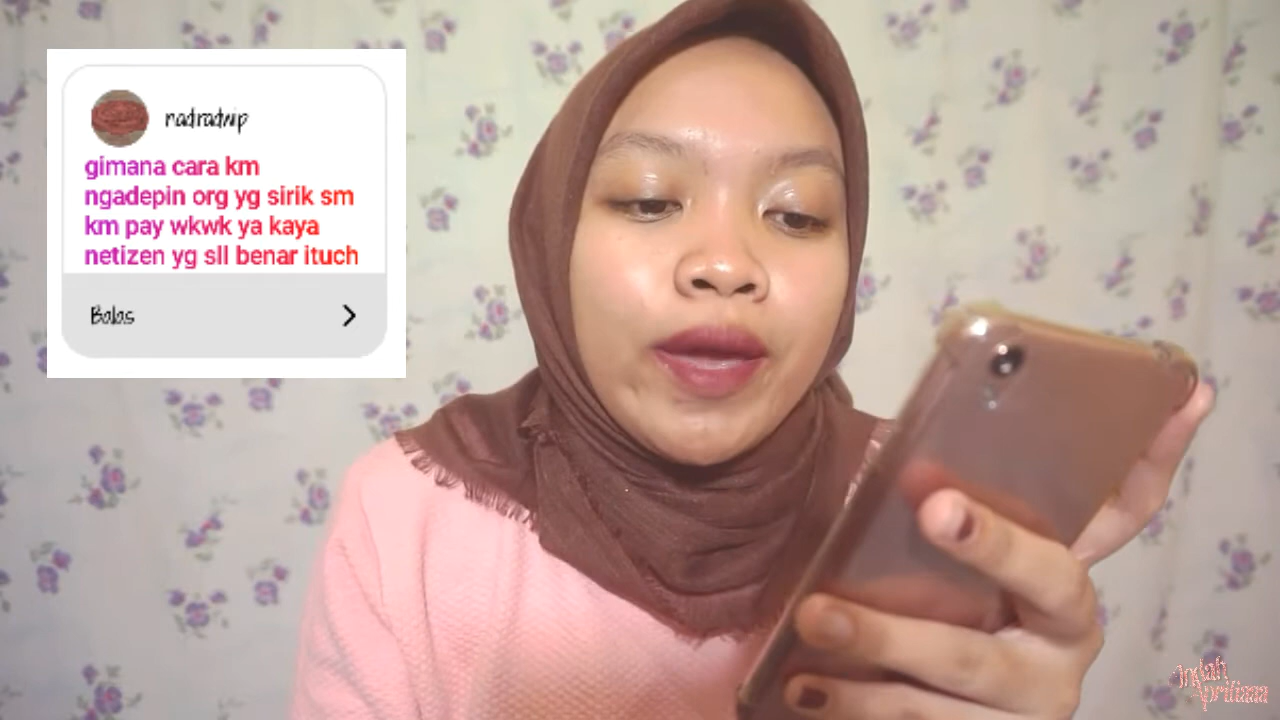 nadradwip
gimana cara km
ngadepin org yg sirik sm
km pay wkwk ya kaya
netizen yg sll benar ituch
Balas
Indah
Apriliaaa